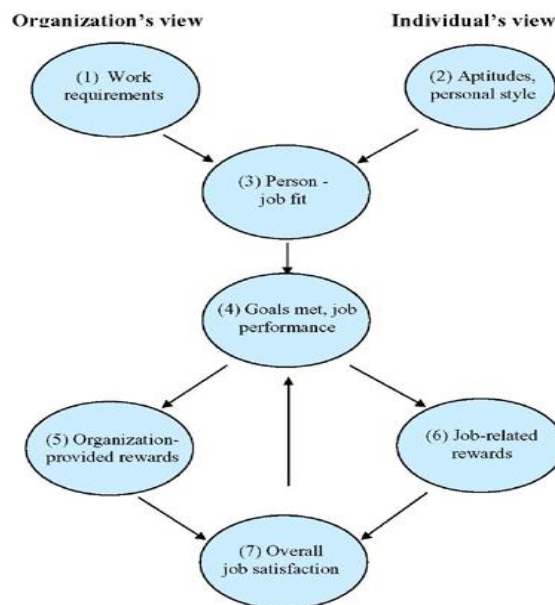 Organization's view
Individual's view
(1) Work
requirements
(2) Aptitudes,
personal style
(3) Person -
job fit
(4) Goals met, job
performance
(5) Organization-
provided rewards
(6) Job-related
rewards
(7) Overall
job satisfaction